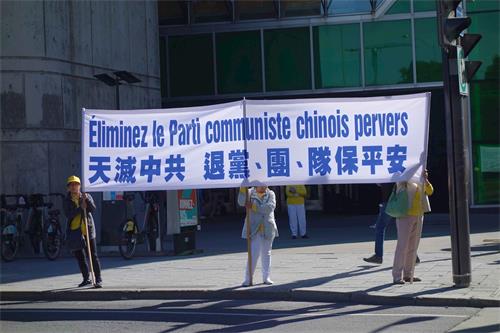 Éliminez le Parti communiste chinois pervers
天滅中共 退黨、團、隊保平安